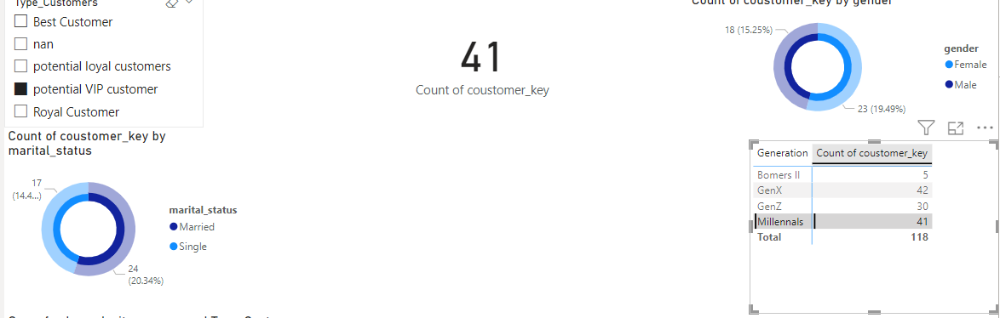 Type_Customers
Best Customer
nan
potential loyal customers
potential VIP customer
Royal Customer
41
Count of coustomer_key
Count of coustomer_key by gender
18 (15.25%)
23 (19.49%)
gender
Female
Male
Count of coustomer_key by
marital_status
17
(14.4...)
24
(20.34%)
marital_status
Married
Single
Generation Count of coustomer_key
Bomers II 5
GenX 42
GenZ 30
Millennals 41
Total 118